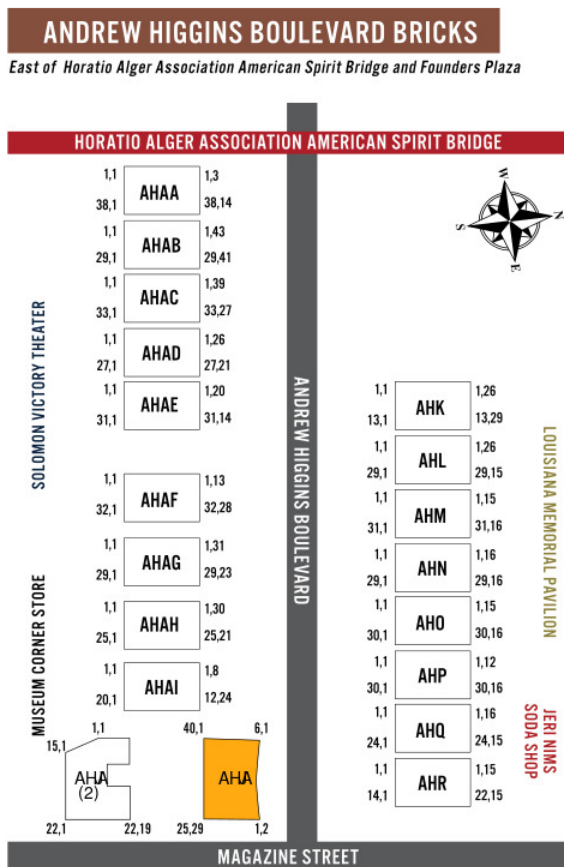 ANDREW HIGGINS BOULEVARD BRICKS
East of Horatio Alger Association American Spirit Bridge and Founders Plaza
HORATIO ALGER ASSOCIATION AMERICAN SPIRIT BRIDGE
W
N
S
E
1,1 AHAA 1,3
38,1 38,14
1,1 AHAB 1,43
29,1 29,41
1,1 AHAC 1,39
33,1 33,27
1,1 AHAD 1,26
27,1 27,21
1,1 AHAE 1,20
31,1 31,14
1,1 AHAF 1,13
32,1 32,28
1,1 AHAG 1,31
29,1 29,23
1,1 AHAH 1,30
25,1 25,21
1,1 AHAI 1,8
20,1 12,24
SOLOMON VICTORY THEATER
MUSEUM CORNER STORE
1,1
15,1
AHA
(2)
22,1 22,19
40,1 6,1
AHA
25,29 1,2
ANDREW HIGGINS BOULEVARD
1,1 AHK 1,26
13,1 13,29
1,1 AHL 1,26
29,1 29,15
1,1 AHM 1,15
31,1 31,16
1,1 AHN 1,16
29,1 29,16
1,1 AHO 1,15
30,1 30,16
1,1 AHP 1,12
30,1 30,16
1,1 AHQ 1,16
24,1 24,15
1,1 AHR 1,15
14,1 22,15
LOUISIANA MEMORIAL PAVILION
JERI NIMS
SODA SHOP
MAGAZINE STREET